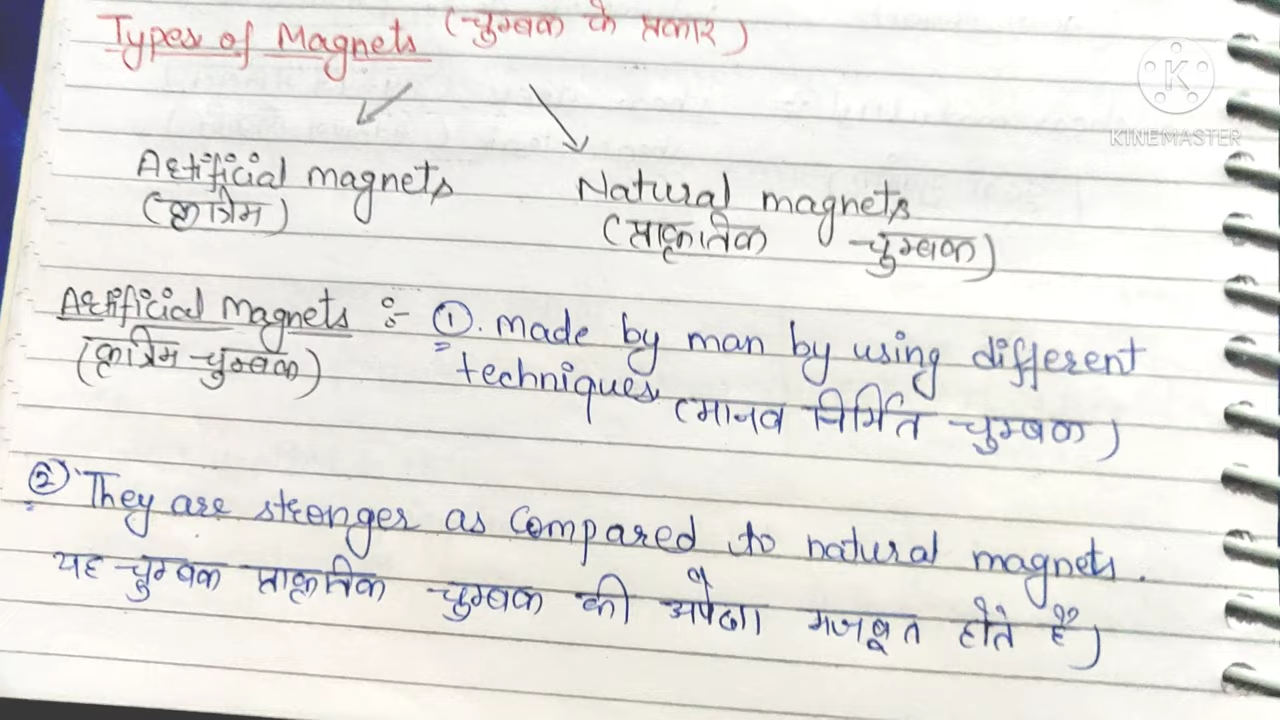 Types of Magnets (चुम्बक के प्रकार)
KINEMASTER
Artificial magnets Natural magnets
(कृत्रिम) (प्राकृतिक चुम्बक)
Artificial Magnets :- ①. made by man by using different
(कृत्रिम चुम्बक) techniques (मानव निर्मित चुम्बक)
② They are stronger as compared to natural magnets.
यह चुम्बक प्राकृतिक चुम्बक की अपेक्षा मजबूत होते हैं)